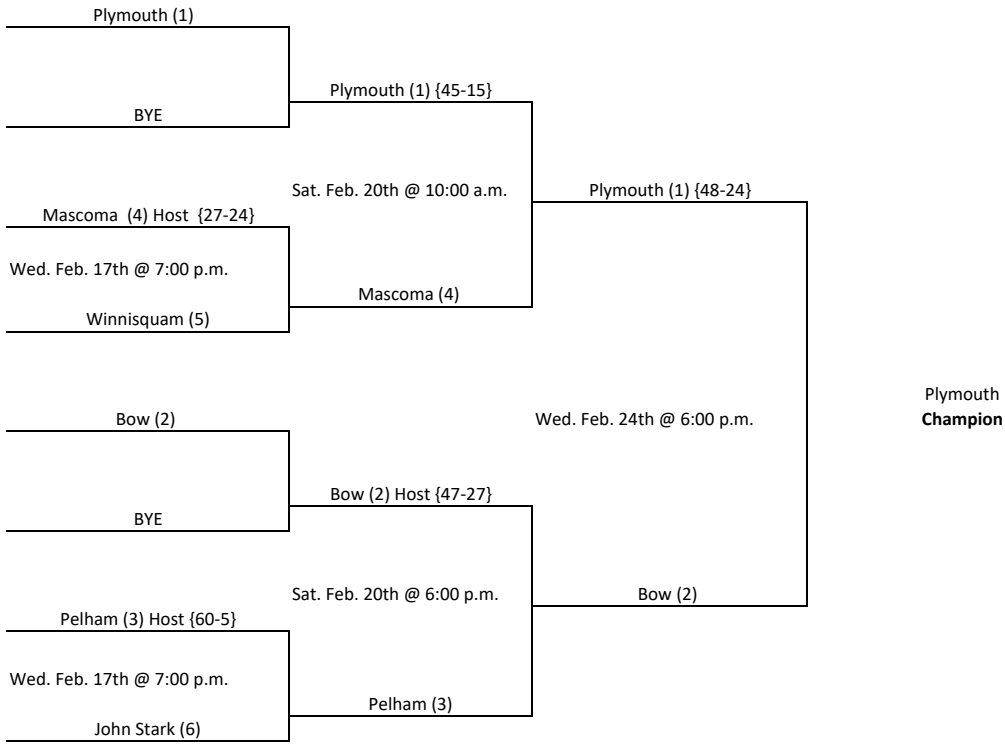 Plymouth (1)
Plymouth (1) {45-15}
BYE
Sat. Feb. 20th @ 10:00 a.m.
Plymouth (1) {48-24}
Mascoma  (4) Host  {27-24}
Wed. Feb. 17th @ 7:00 p.m.
Mascoma (4)
Winnisquam (5)
Plymouth
Champion
Bow (2)
Wed. Feb. 24th @ 6:00 p.m.
Bow (2) Host {47-27}
BYE
Sat. Feb. 20th @ 6:00 p.m.
Bow (2)
Pelham (3) Host {60-5}
Wed. Feb. 17th @ 7:00 p.m.
Pelham (3)
John Stark (6)